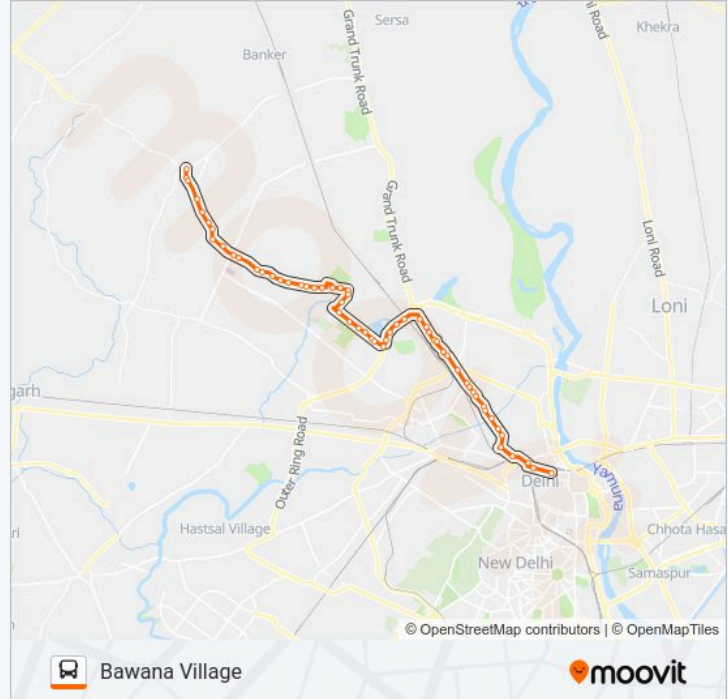 Sersa
Khekra
Banker
Grand Trunk Road
Grand Trunk Road
Loni Road
Loni
garh
Outer Ring Road
Delhi
Yamuna
Hastsal Village
Chhota Hasa
New Delhi
Samaspur
© OpenStreetMap contributors | © OpenMapTiles
Bawana Village
moovit